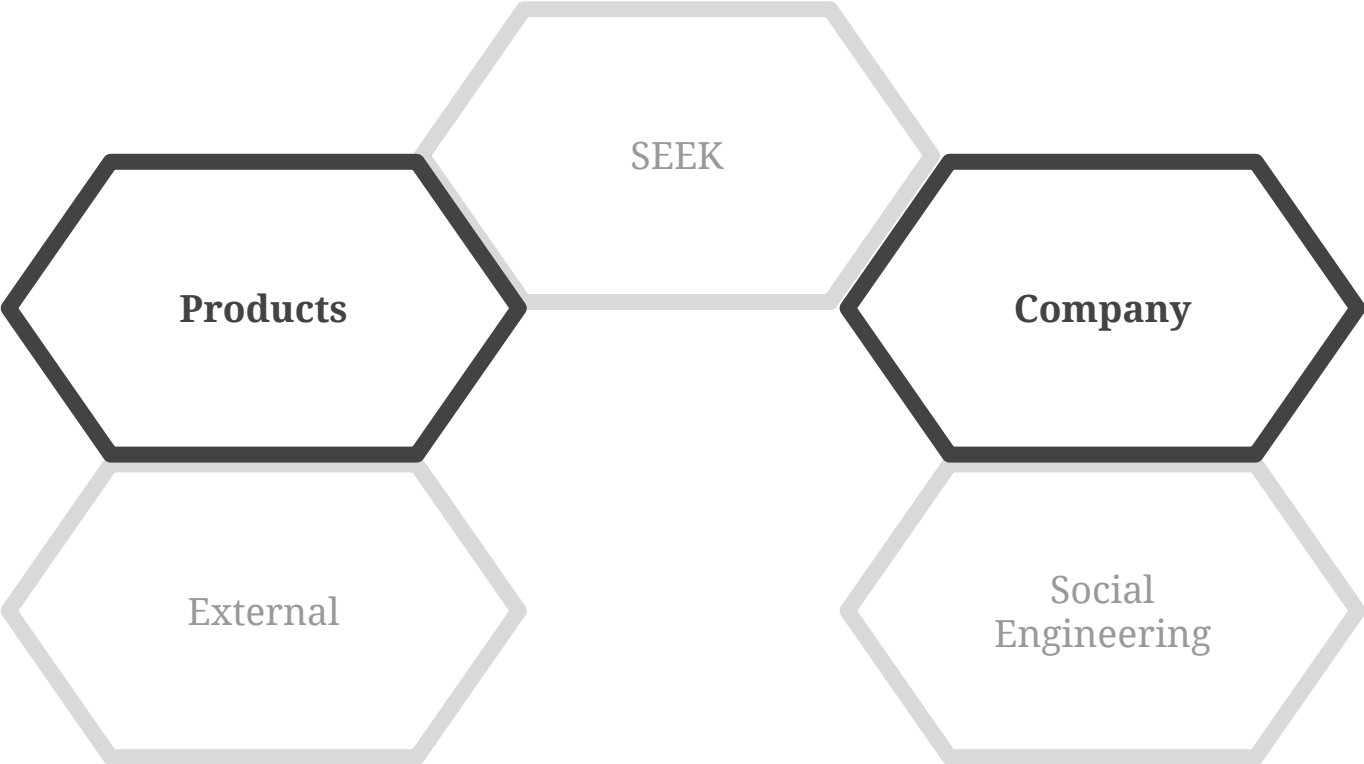 SEEK
Products
Company
External
Social
Engineering